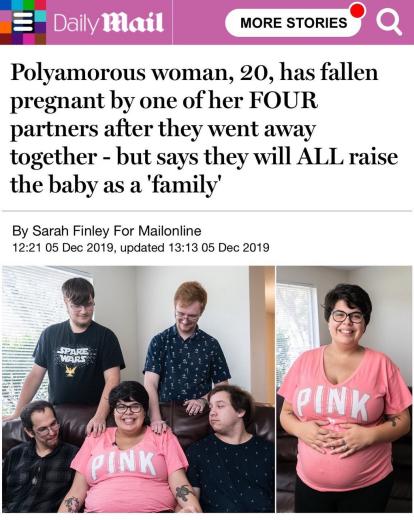 Daily Mail
MORE STORIES
Polyamorous woman, 20, has fallen
pregnant by one of her FOUR
partners after they went away
together - but says they will ALL raise
the baby as a 'family'
By Sarah Finley For Mailonline
12:21 05 Dec 2019, updated 13:13 05 Dec 2019
SPARE
WARS
PINK
PINK